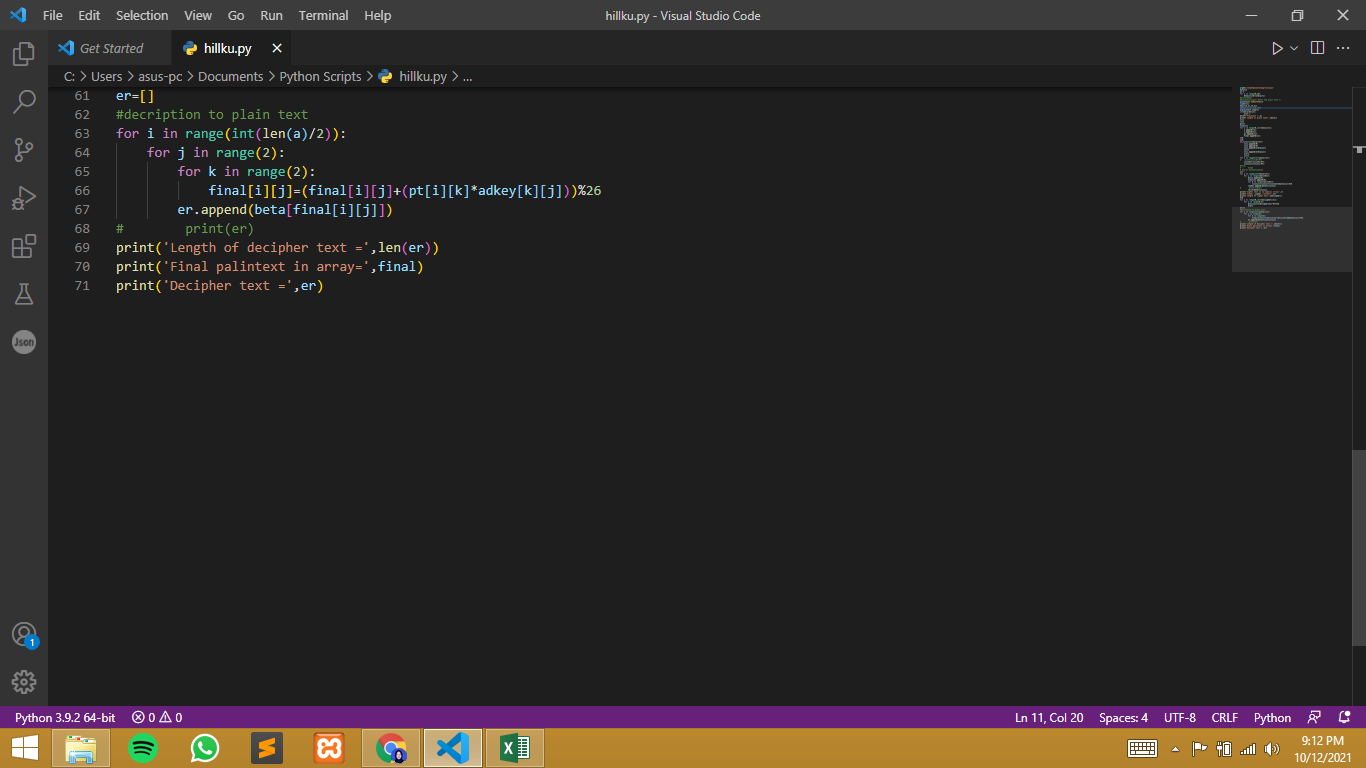 File Edit Selection View Go Run Terminal Help hillku.py - Visual Studio Code
Get Started hillku.py
C: > Users > asus-pc > Documents > Python Scripts > hillku.py > ...
61 er=[]
62 #decription to plain text
63 for i in range(int(len(a)/2)):
64 for j in range(2):
65 for k in range(2):
66 final[i][j]=(final[i][j]+(pt[i][k]*adkey[k][j]))%26
67 er.append(beta[final[i][j]])
68 # print(er)
69 print('Length of decipher text =',len(er))
70 print('Final palintext in array=',final)
71 print('Decipher text =',er)
Json
1
Python 3.9.2 64-bit 0 0 Ln 11, Col 20 Spaces: 4 UTF-8 CRLF Python
9:12 PM
10/12/2021